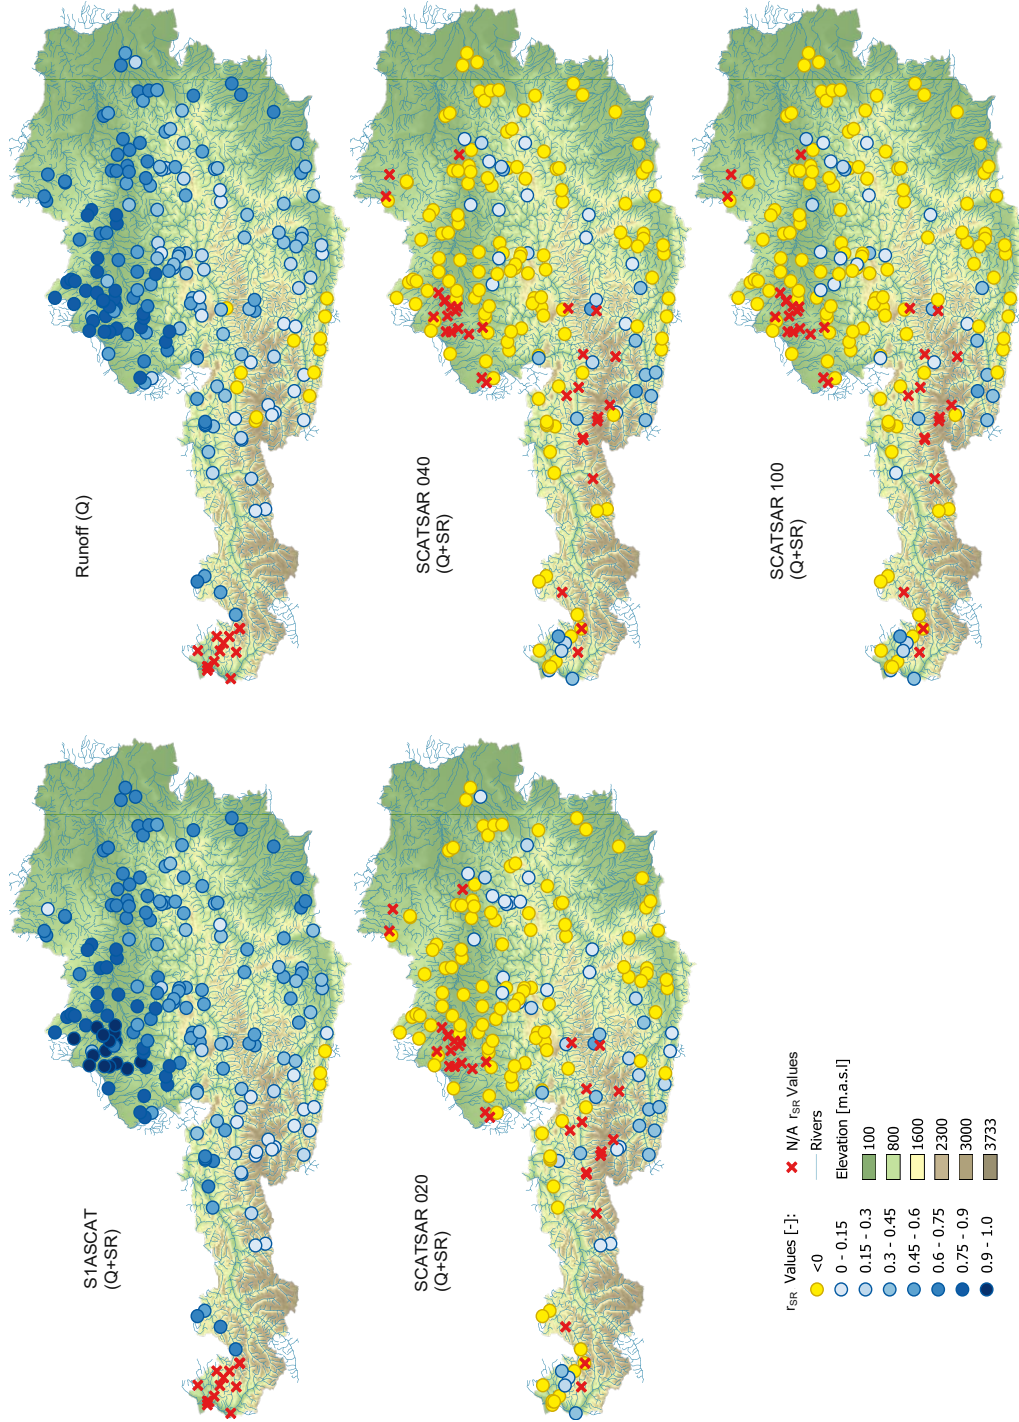 S1ASCAT
(Q+SR)
Runoff (Q)
SCATSAR 020
(Q+SR)
SCATSAR 040
(Q+SR)
SCATSAR 100
(Q+SR)
rSR Values [-]:
<0
0 - 0.15
0.15 - 0.3
0.3 - 0.45
0.45 - 0.6
0.6 - 0.75
0.75 - 0.9
0.9 - 1.0
N/A rSR Values
Rivers
Elevation [m.a.s.l]
100
800
1600
2300
3000
3733